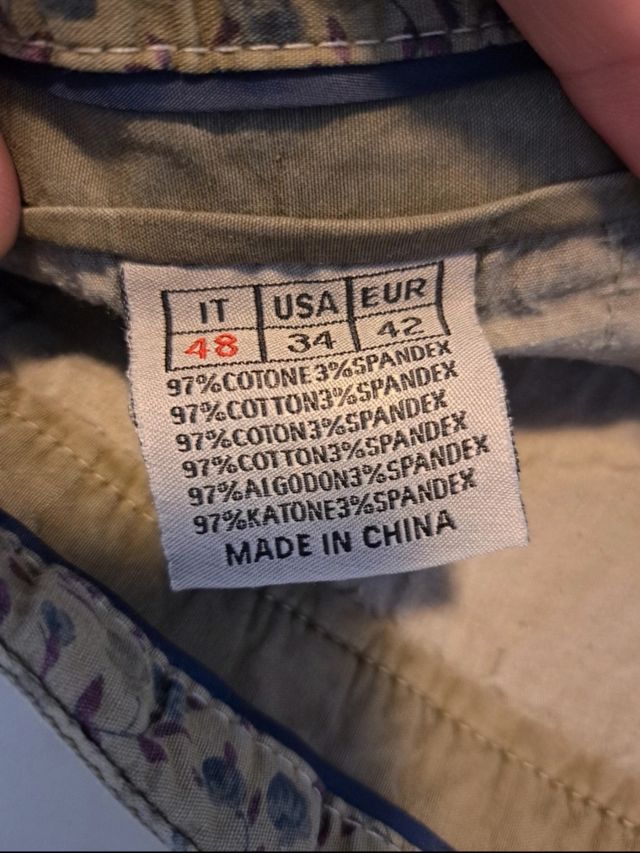 IT USA EUR
48 34 42
97%COTONE3%SPANDEX
97%COTTON3%SPANDEX
97%COTON3%SPANDEX
97%COTTON3%SPANDEX
97%AIGODON3%SPANDEX
97%KATONE3%SPANDEX
MADE IN CHINA